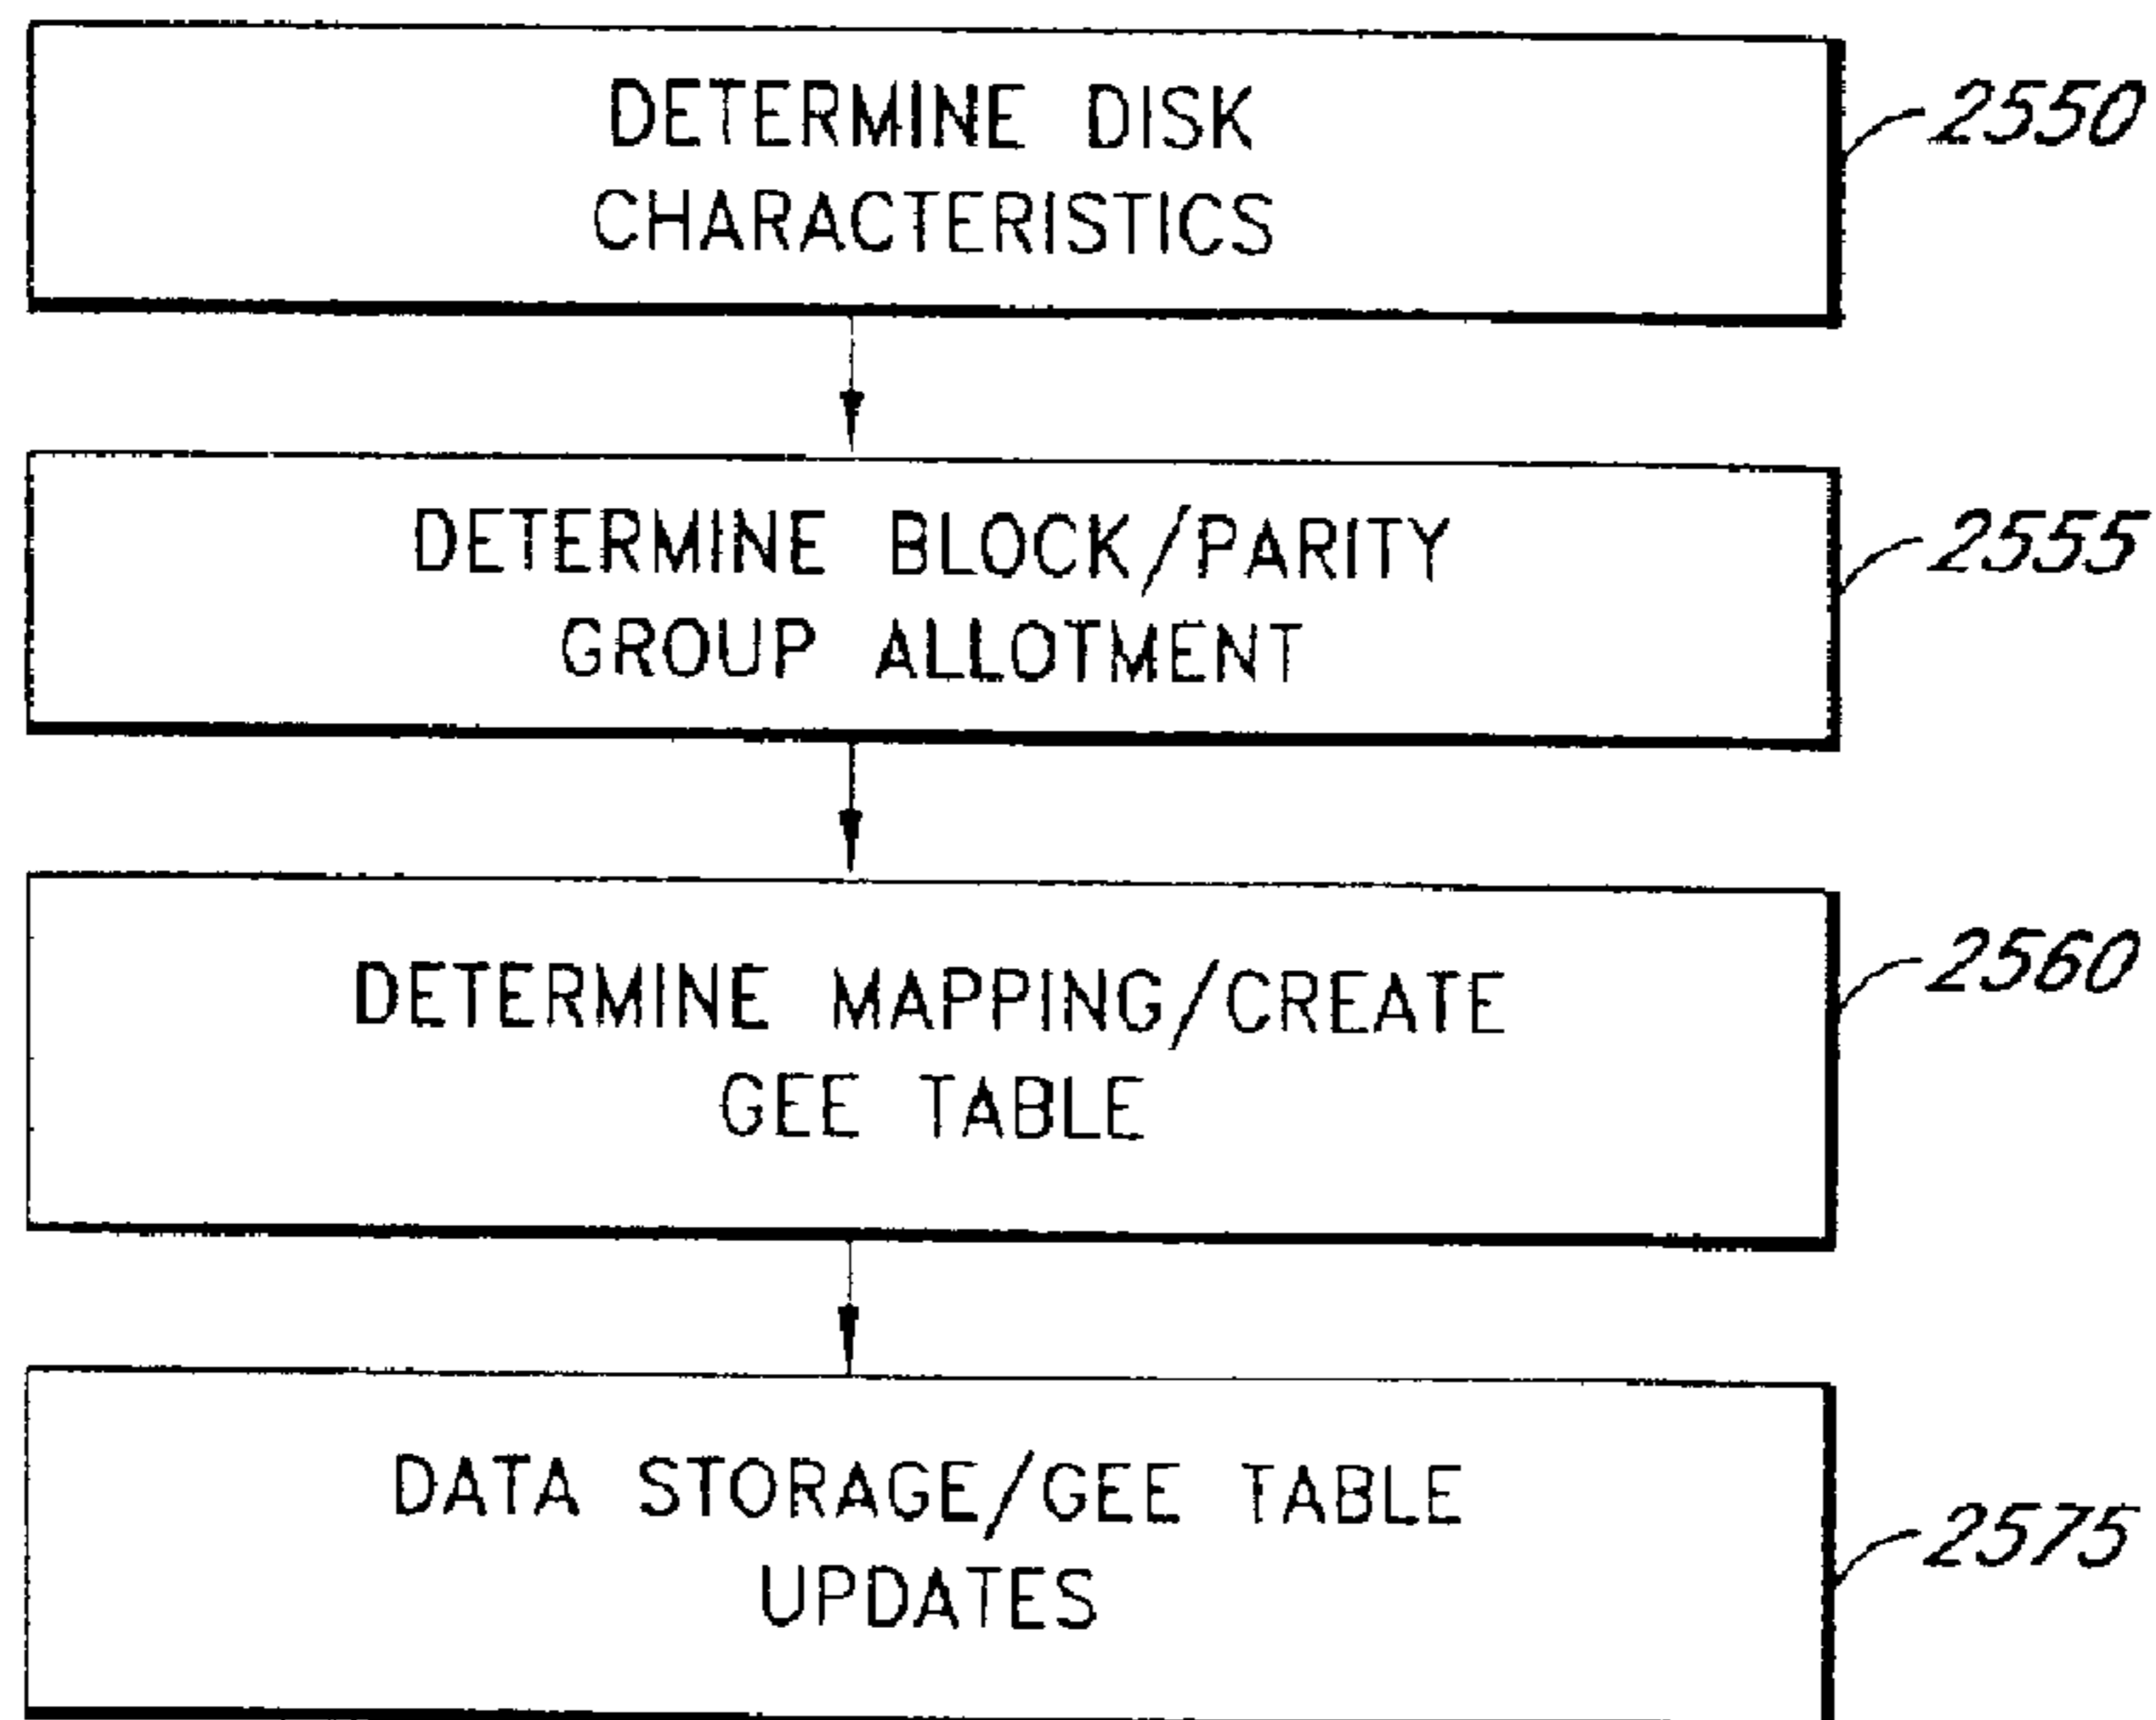 DETERMINE DISK
CHARACTERISTICS
2550
DETERMINE BLOCK/PARITY
GROUP ALLOTMENT
2555
DETERMINE MAPPING/CREATE
GEE TABLE
2560
DATA STORAGE/GEE TABLE
UPDATES
2575